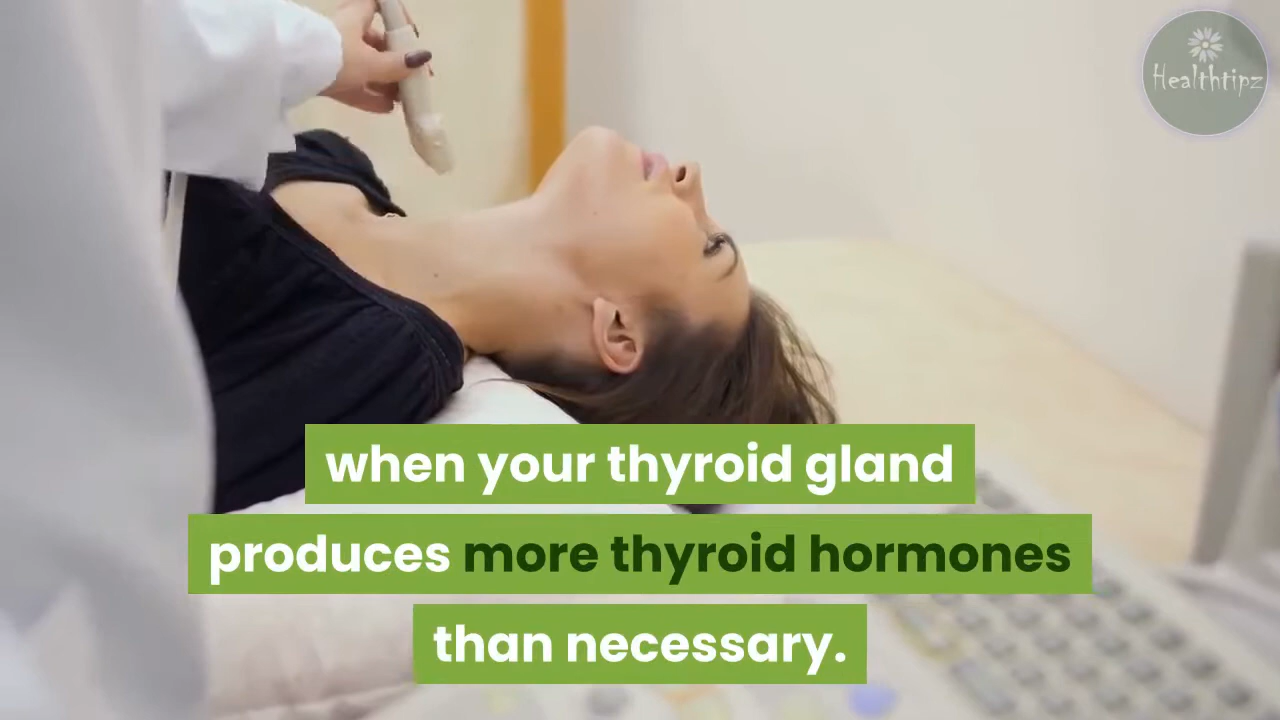 Healthtipz
when your thyroid gland
produces more thyroid hormones
than necessary.